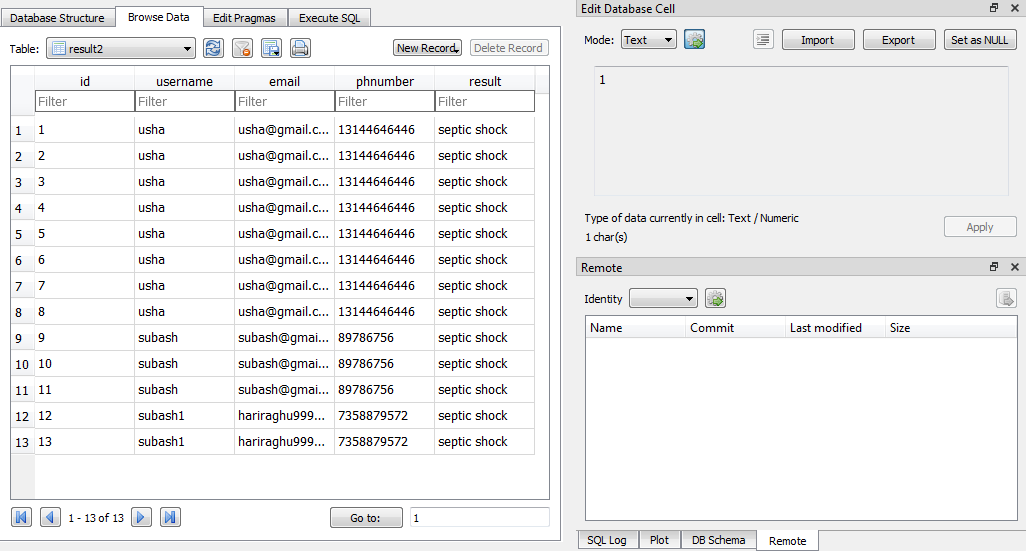 Database Structure Browse Data Edit Pragmas Execute SQL
Table: result2 New Record Delete Record
id username email phnumber result
Filter Filter Filter Filter Filter
1 1 usha usha@gmail.c... 13144646446 septic shock
2 2 usha usha@gmail.c... 13144646446 septic shock
3 3 usha usha@gmail.c... 13144646446 septic shock
4 4 usha usha@gmail.c... 13144646446 septic shock
5 5 usha usha@gmail.c... 13144646446 septic shock
6 6 usha usha@gmail.c... 13144646446 septic shock
7 7 usha usha@gmail.c... 13144646446 septic shock
8 8 usha usha@gmail.c... 13144646446 septic shock
9 9 subash subash@gmai... 89786756 septic shock
10 10 subash subash@gmai... 89786756 septic shock
11 11 subash subash@gmai... 89786756 septic shock
12 12 subash1 hariraghu999... 7358879572 septic shock
13 13 subash1 hariraghu999... 7358879572 septic shock
1 - 13 of 13 Go to: 1
Edit Database Cell
Mode: Text Import Export Set as NULL
1
Type of data currently in cell: Text / Numeric
1 char(s)
Apply
Remote
Identity
Name Commit Last modified Size
SQL Log Plot DB Schema Remote